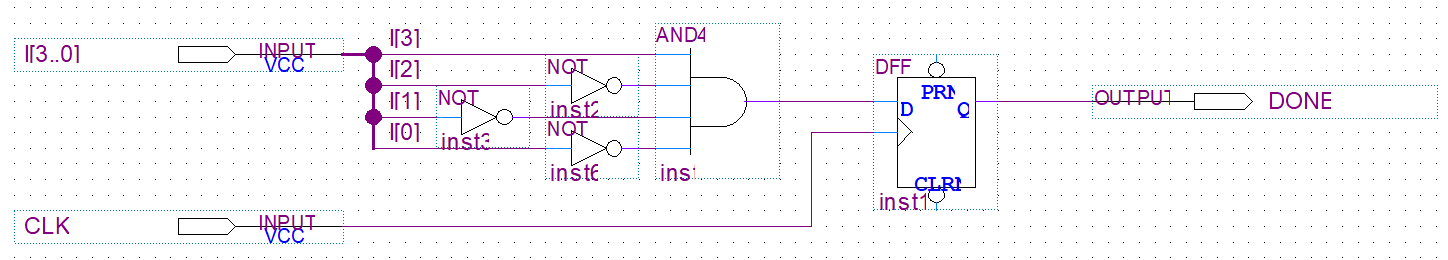 I[3..0]
INPUT
VCC
I[3]
I[2]
I[1]
I[0]
NOT
inst3
NOT
inst2
NOT
inst6
AND4
inst
DFF
PRN
D
Q
CLRN
inst1
OUTPUT
DONE
CLK
INPUT
VCC